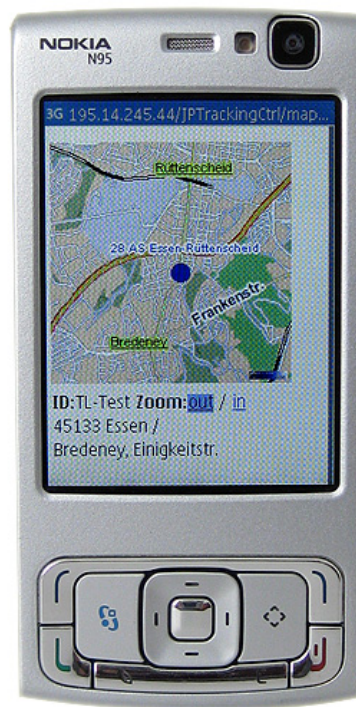 NOKIA
N95
3G 195.14.245.44/JPTrackingCtrl/map...
Rüttenscheid
28 AS Essen-Rüttenscheid
Frankenstr.
Bredeney
ID:TL-Test Zoom:out / in
45133 Essen /
Bredeney, Einigkeitstr.